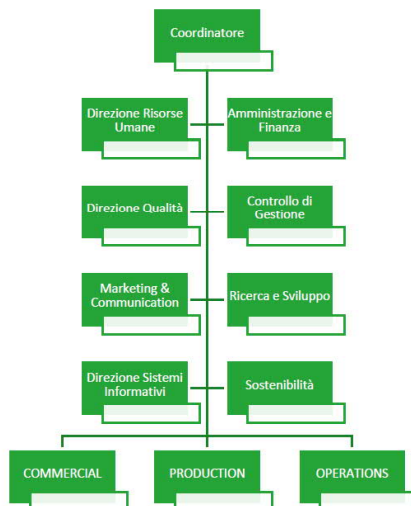 Coordinatore
Direzione Risorse
Umane
Amministrazione e
Finanza
Direzione Qualità
Controllo di
Gestione
Marketing &
Communication
Ricerca e Sviluppo
Direzione Sistemi
Informativi
Sostenibilità
COMMERCIAL
PRODUCTION
OPERATIONS